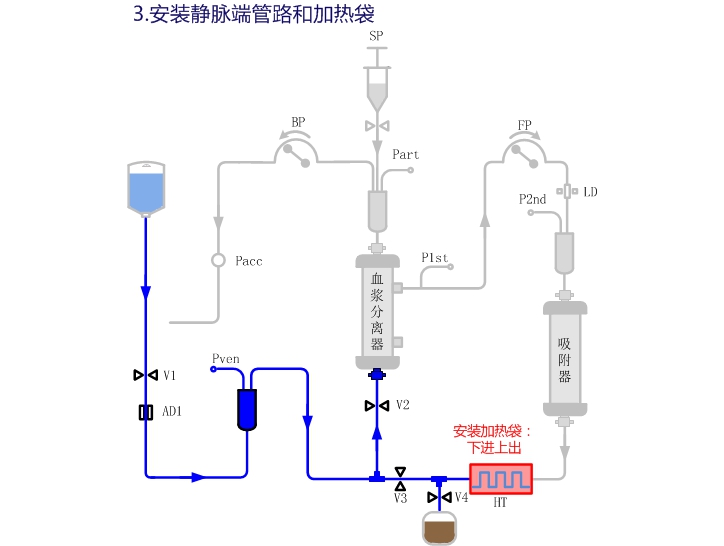 3.安装静脉端管路和加热袋
SP
BP
FP
Part
LD
P2nd
Pacc
P1st
血浆分离器
吸附器
Pven
V1
V2
AD1
安装加热袋：
下进上出
V3
V4
HT